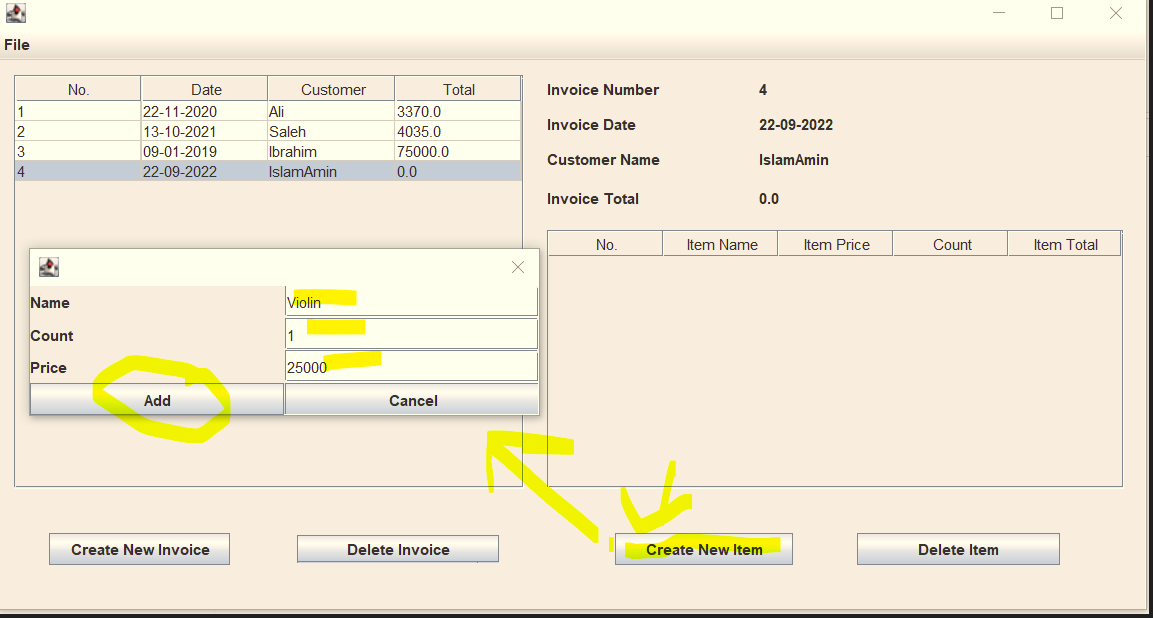 File
No. Date Customer Total
1 22-11-2020 Ali 3370.0
2 13-10-2021 Saleh 4035.0
3 09-01-2019 Ibrahim 75000.0
4 22-09-2022 IslamAmin 0.0
Invoice Number 4
Invoice Date 22-09-2022
Customer Name IslamAmin
Invoice Total 0.0
No. Item Name Item Price Count Item Total
Name Violin
Count 1
Price 25000
Add Cancel
Create New Invoice Delete Invoice Create New Item Delete Item